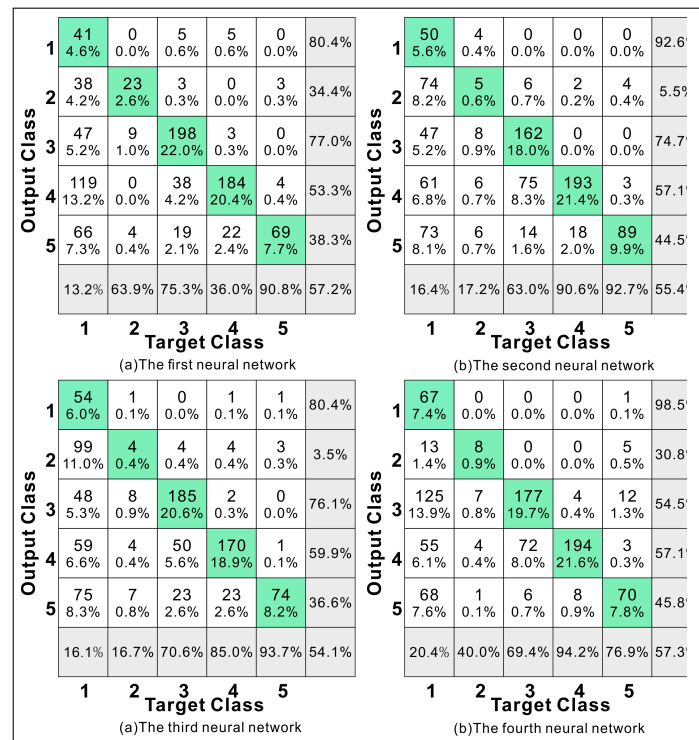 Output Class
1
41 0 5 5 0 80.4%
4.6% 0.0% 0.6% 0.6% 0.0%
2
38 23 3 0 3 34.4%
4.2% 2.6% 0.3% 0.0% 0.3%
3
47 9 198 3 0 77.0%
5.2% 1.0% 22.0% 0.3% 0.0%
4
119 0 38 184 4 53.3%
13.2% 0.0% 4.2% 20.4% 0.4%
5
66 4 19 22 69 38.3%
7.3% 0.4% 2.1% 2.4% 7.7%
13.2% 63.9% 75.3% 36.0% 90.8% 57.2%
1 2 3 4 5
Target Class
(a)The first neural network
Output Class
1
50 4 0 0 0 92.6%
5.6% 0.4% 0.0% 0.0% 0.0%
2
74 5 6 2 4 5.5%
8.2% 0.6% 0.7% 0.2% 0.4%
3
47 8 162 0 0 74.7%
5.2% 0.9% 18.0% 0.0% 0.0%
4
61 6 75 193 3 57.1%
6.8% 0.7% 8.3% 21.4% 0.3%
5
73 6 14 18 89 44.5%
8.1% 0.7% 1.6% 2.0% 9.9%
16.4% 17.2% 63.0% 90.6% 92.7% 55.4%
1 2 3 4 5
Target Class
(b)The second neural network
Output Class
1
54 1 0 1 1 80.4%
6.0% 0.1% 0.0% 0.1% 0.1%
2
99 4 4 4 3 3.5%
11.0% 0.4% 0.4% 0.4% 0.3%
3
48 8 185 2 0 76.1%
5.3% 0.9% 20.6% 0.3% 0.0%
4
59 4 50 170 1 59.9%
6.6% 0.4% 5.6% 18.9% 0.1%
5
75 7 23 23 74 36.6%
8.3% 0.8% 2.6% 2.6% 8.2%
16.1% 16.7% 70.6% 85.0% 93.7% 54.1%
1 2 3 4 5
Target Class
(a)The third neural network
Output Class
1
67 0 0 0 1 98.5%
7.4% 0.0% 0.0% 0.0% 0.1%
2
13 8 0 0 5 30.8%
1.4% 0.9% 0.0% 0.0% 0.5%
3
125 7 177 4 12 54.5%
13.9% 0.8% 19.7% 0.4% 1.3%
4
55 4 72 194 3 57.1%
6.1% 0.4% 8.0% 21.6% 0.3%
5
68 1 6 8 70 45.8%
7.6% 0.1% 0.7% 0.9% 7.8%
20.4% 40.0% 69.4% 94.2% 76.9% 57.3%
1 2 3 4 5
Target Class
(b)The fourth neural network